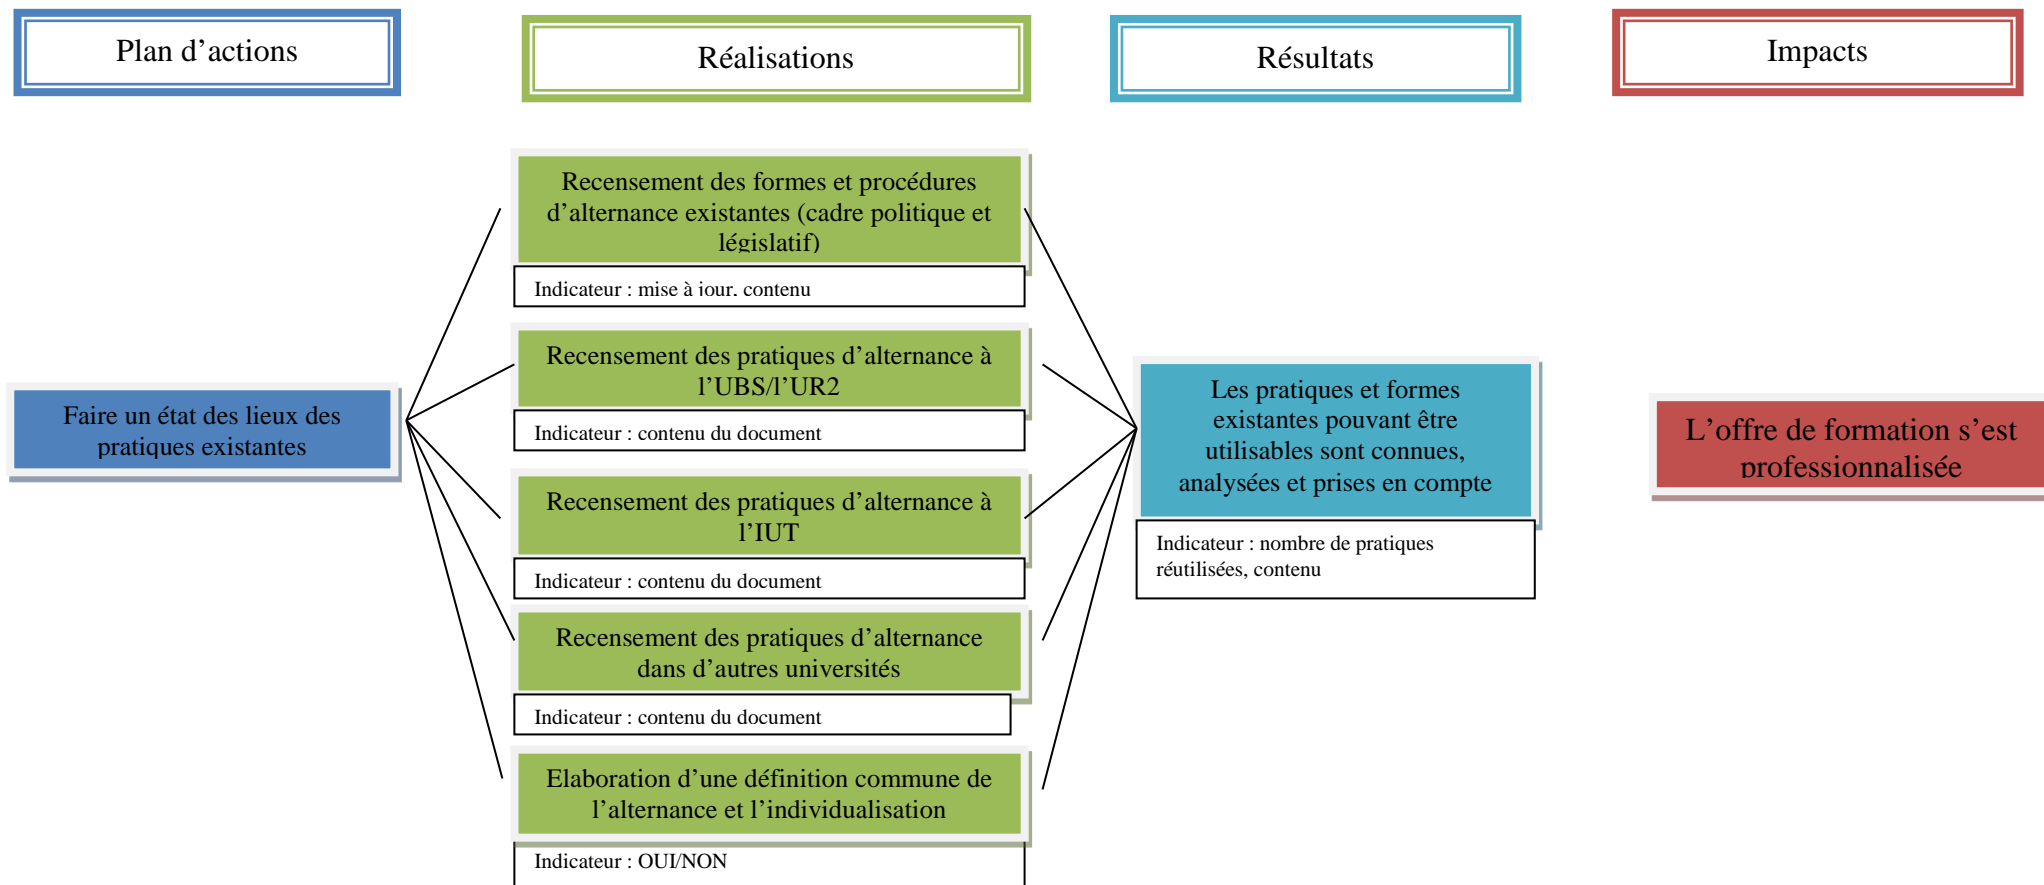 Plan d’actions
Réalisations
Résultats
Impacts
Recensement des formes et procédures
d’alternance existantes (cadre politique et
législatif)
Indicateur : mise à jour, contenu
Recensement des pratiques d’alternance à
l’UBS/l’UR2
Indicateur : contenu du document
Recensement des pratiques d’alternance à
l’IUT
Indicateur : contenu du document
Recensement des pratiques d’alternance
dans d’autres universités
Indicateur : contenu du document
Elaboration d’une définition commune de
l’alternance et l’individualisation
Indicateur : OUI/NON
Faire un état des lieux des
pratiques existantes
Les pratiques et formes
existantes pouvant être
utilisables sont connues,
analysées et prises en compte
Indicateur : nombre de pratiques
réutilisées, contenu
L’offre de formation s’est
professionnalisée